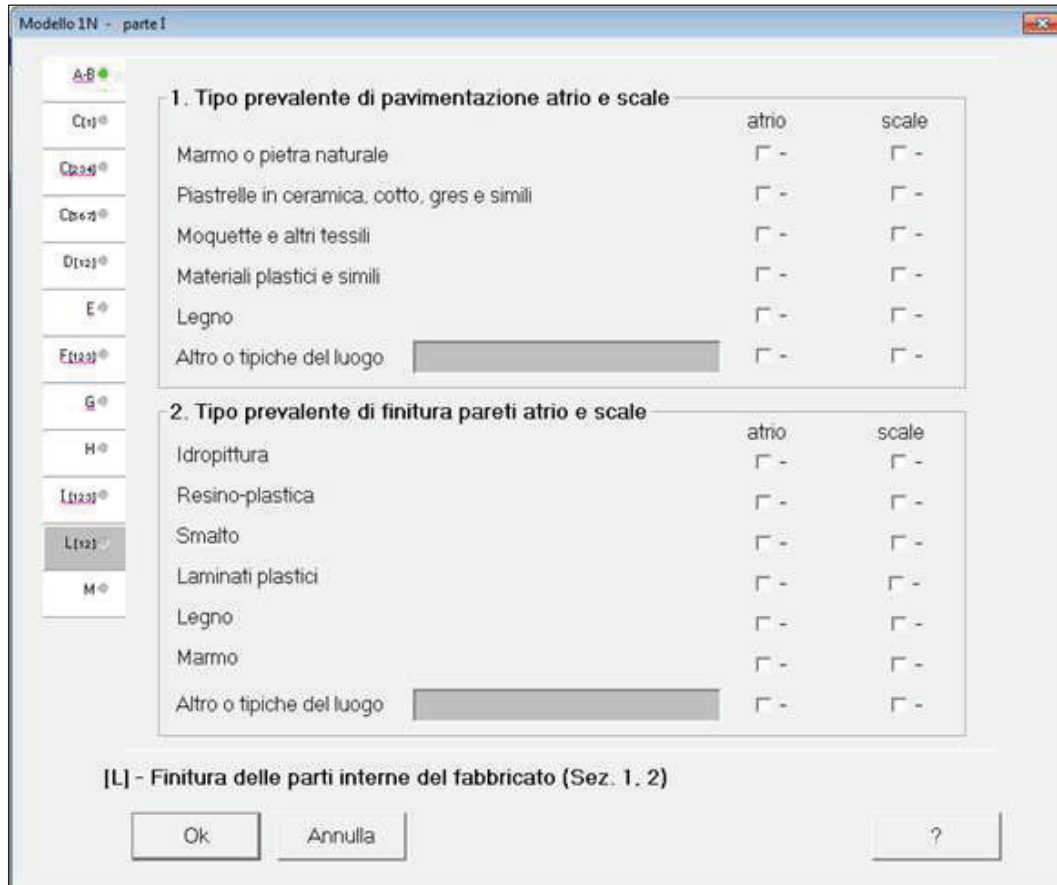 Modello 1N - parte I
A-B
C[1]
C[2 3 4]
C[5 6 7]
D[1 2]
E
F[1 2 3]
G
H
I[1 2 3]
L[1 2]
M
1. Tipo prevalente di pavimentazione atrio e scale
atrio scale
Marmo o pietra naturale - -
Piastrelle in ceramica, cotto, gres e simili - -
Moquette e altri tessili - -
Materiali plastici e simili - -
Legno - -
Altro o tipiche del luogo - -
2. Tipo prevalente di finitura pareti atrio e scale
atrio scale
Idropittura - -
Resino-plastica - -
Smalto - -
Laminati plastici - -
Legno - -
Marmo - -
Altro o tipiche del luogo - -
[L] - Finitura delle parti interne del fabbricato (Sez. 1, 2)
Ok Annulla ?